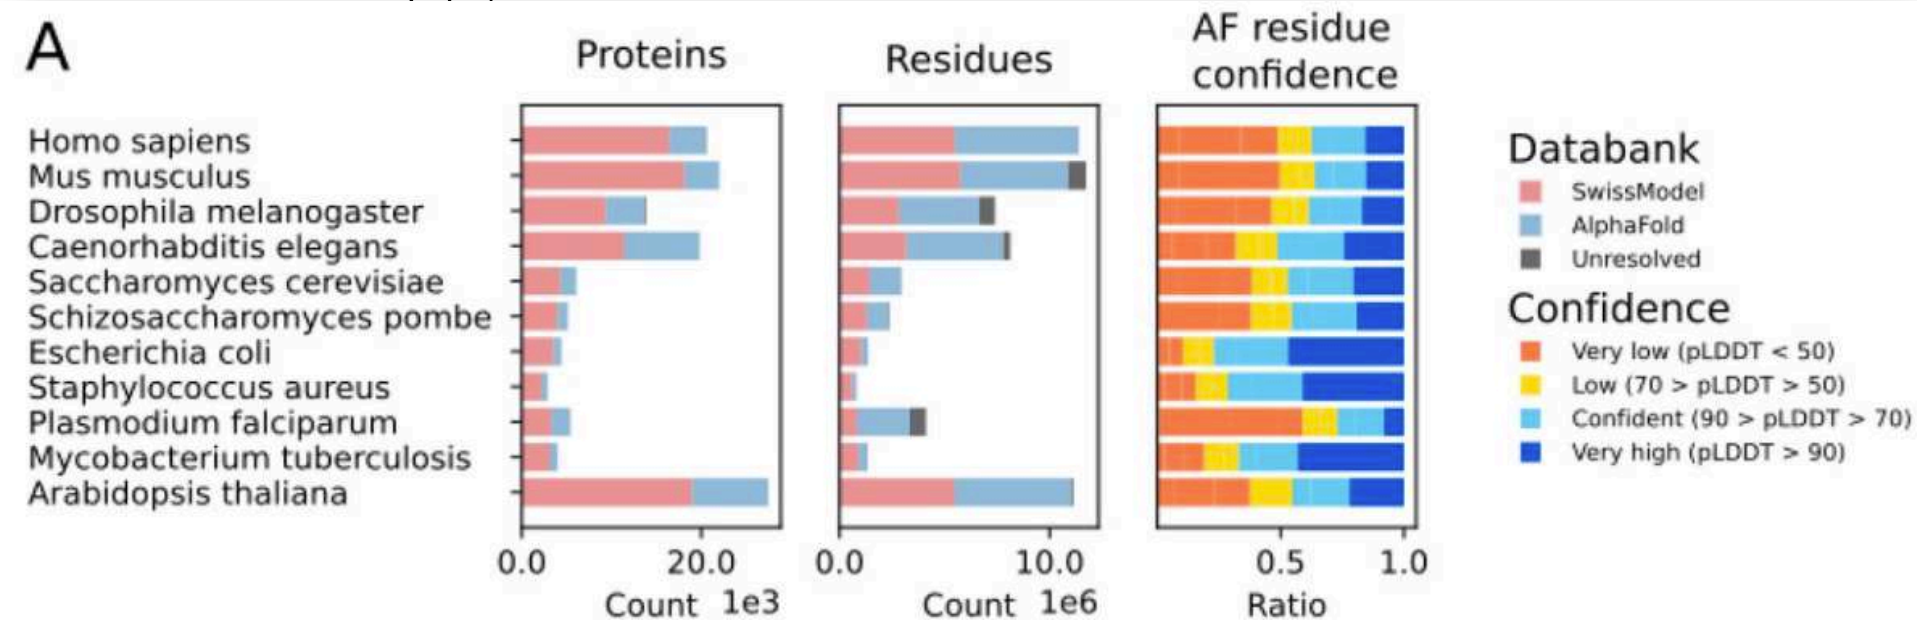 A
Proteins
Residues
AF residue
confidence
Homo sapiens
Mus musculus
Drosophila melanogaster
Caenorhabditis elegans
Saccharomyces cerevisiae
Schizosaccharomyces pombe
Escherichia coli
Staphylococcus aureus
Plasmodium falciparum
Mycobacterium tuberculosis
Arabidopsis thaliana
0.0 20.0
Count 1e3
0.0 10.0
Count 1e6
0.5 1.0
Ratio
Databank
SwissModel
AlphaFold
Unresolved
Confidence
Very low (pLDDT < 50)
Low (70 > pLDDT > 50)
Confident (90 > pLDDT > 70)
Very high (pLDDT > 90)